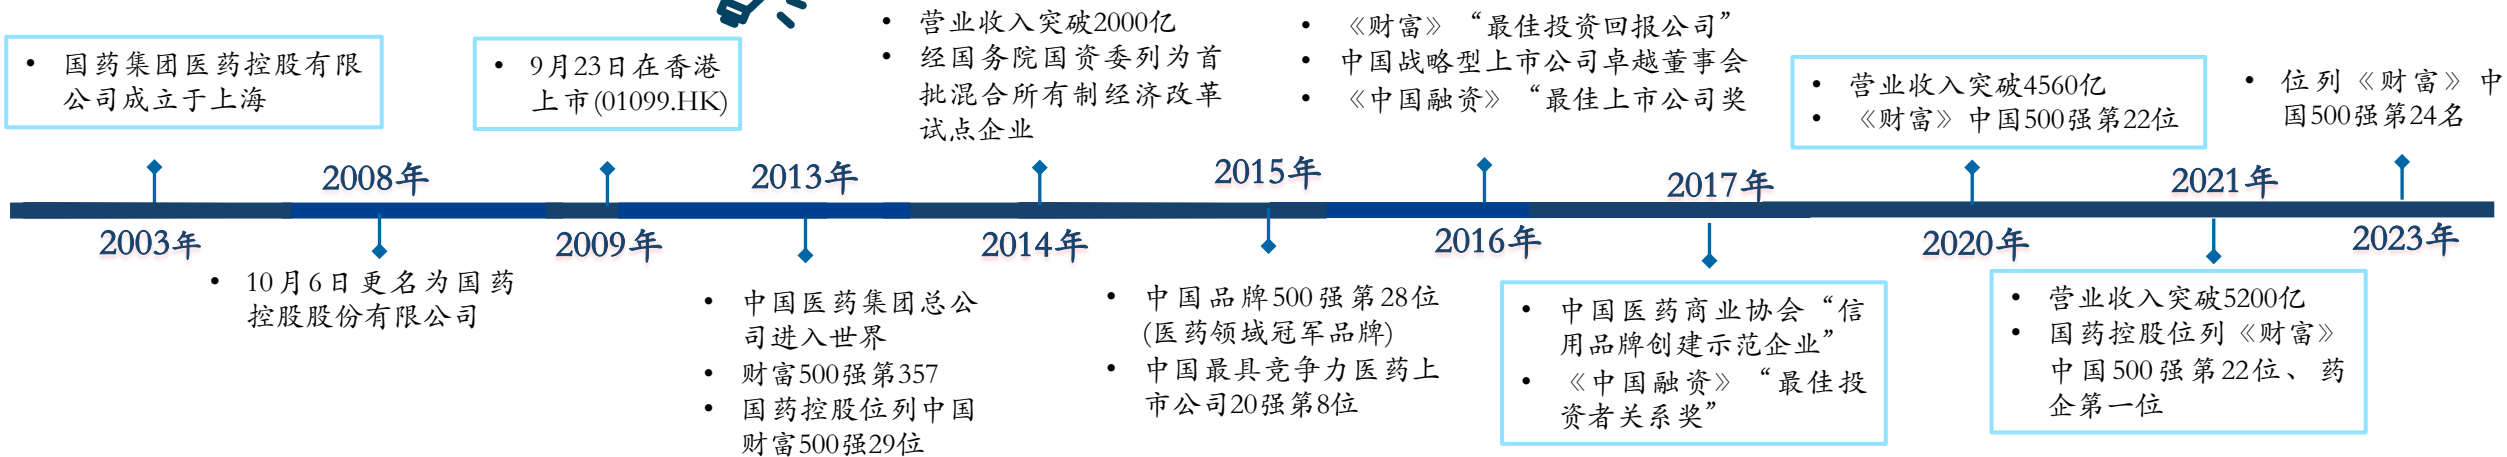 • 国药集团医药控股有限
公司成立于上海
2003年
2008年
• 10月6日更名为国药
控股股份有限公司
• 9月23日在香港
上市(01099.HK)
2009年
2013年
• 中国医药集团总公
司进入世界
• 财富500强第357
• 国药控股位列中国
财富500强29位
• 营业收入突破2000亿
• 经国务院国资委列为首
批混合所有制经济改革
试点企业
2014年
2015年
• 中国品牌500强第28位
(医药领域冠军品牌)
• 中国最具竞争力医药上
市公司20强第8位
• 《财富》“最佳投资回报公司”
• 中国战略型上市公司卓越董事会
• 《中国融资》“最佳上市公司奖
2016年
2017年
• 中国医药商业协会“信
用品牌创建示范企业”
• 《中国融资》“最佳投
资者关系奖”
• 营业收入突破4560亿
• 《财富》中国500强第22位
2020年
2021年
• 营业收入突破5200亿
• 国药控股位列《财富》
中国500强第22位、药
企第一位
• 位列《财富》中
国500强第24名
2023年